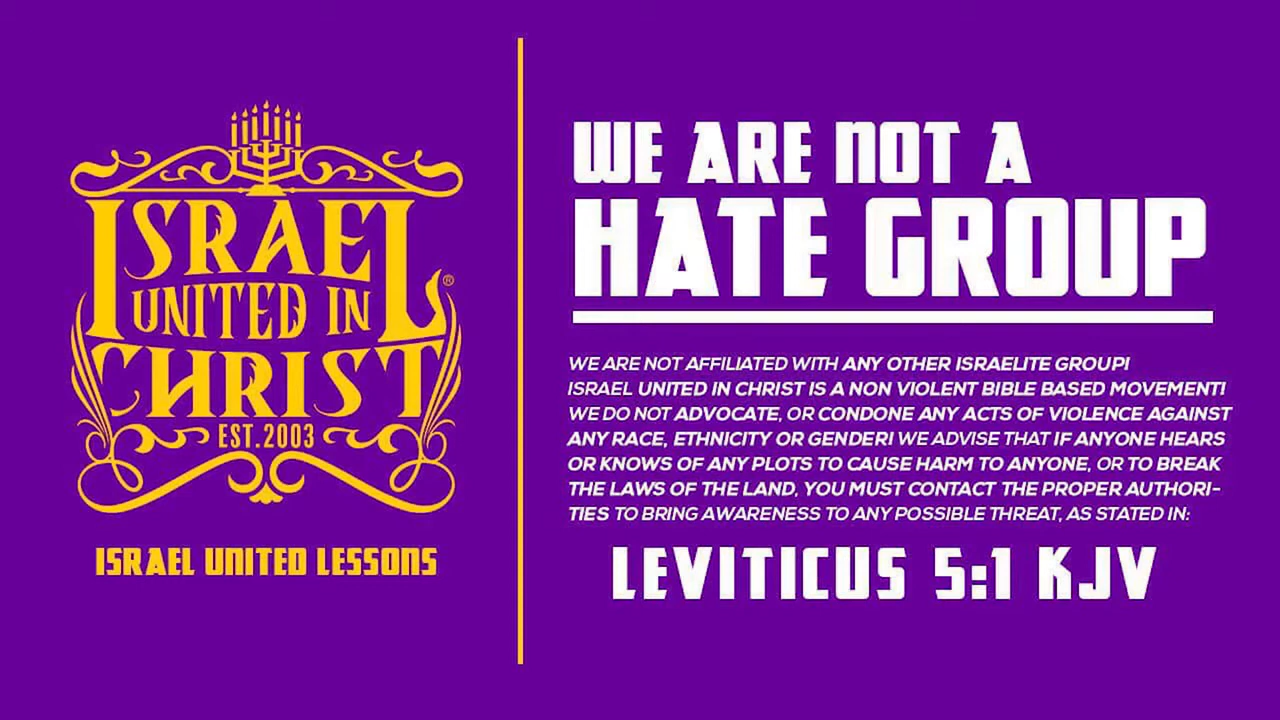 ISRAEL
UNITED IN
CHRIST
®
EST.2003
ISRAEL UNITED LESSONS
WE ARE NOT A
HATE GROUP
WE ARE NOT AFFILIATED WITH ANY OTHER ISRAELITE GROUP!
ISRAEL UNITED IN CHRIST IS A NON VIOLENT BIBLE BASED MOVEMENT!
WE DO NOT ADVOCATE, OR CONDONE ANY ACTS OF VIOLENCE AGAINST
ANY RACE, ETHNICITY OR GENDER! WE ADVISE THAT IF ANYONE HEARS
OR KNOWS OF ANY PLOTS TO CAUSE HARM TO ANYONE, OR TO BREAK
THE LAWS OF THE LAND, YOU MUST CONTACT THE PROPER AUTHORI-
TIES TO BRING AWARENESS TO ANY POSSIBLE THREAT, AS STATED IN:
LEVITICUS 5:1 KJV